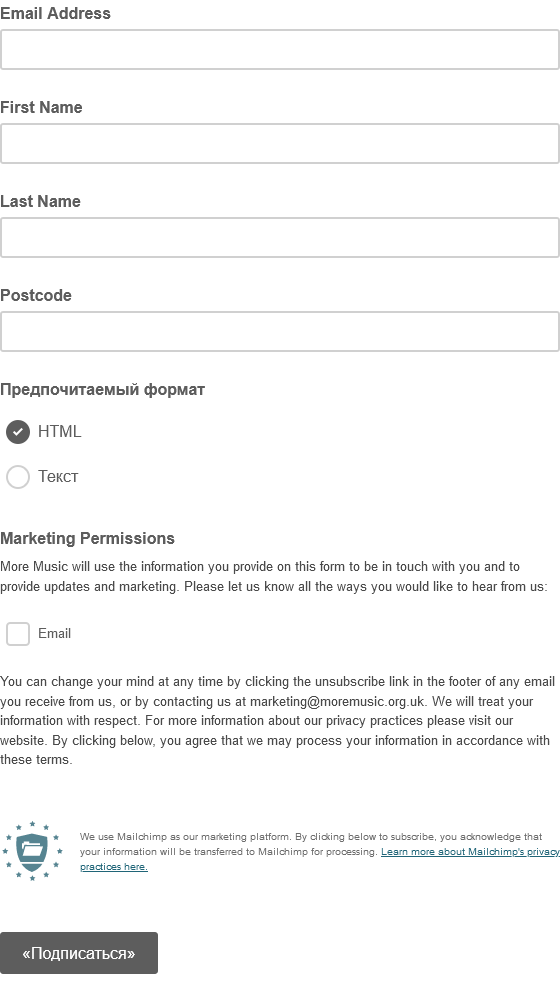 Email Address
First Name
Last Name
Postcode
Предпочитаемый формат
HTML
Текст
Marketing Permissions
More Music will use the information you provide on this form to be in touch with you and to
provide updates and marketing. Please let us know all the ways you would like to hear from us:
Email
You can change your mind at any time by clicking the unsubscribe link in the footer of any email
you receive from us, or by contacting us at marketing@moremusic.org.uk. We will treat your
information with respect. For more information about our privacy practices please visit our
website. By clicking below, you agree that we may process your information in accordance with
these terms.
We use Mailchimp as our marketing platform. By clicking below to subscribe, you acknowledge that
your information will be transferred to Mailchimp for processing. Learn more about Mailchimp's privacy
practices here.
«Подписаться»